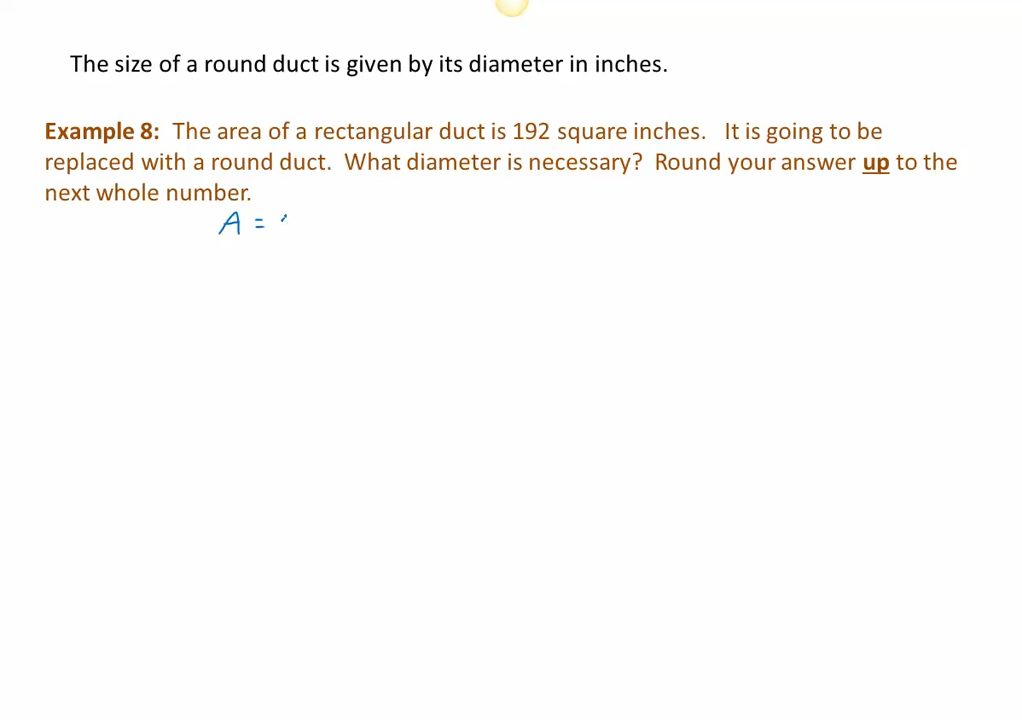 The size of a round duct is given by its diameter in inches.
Example 8: The area of a rectangular duct is 192 square inches. It is going to be
replaced with a round duct. What diameter is necessary? Round your answer up to the
next whole number.
A =